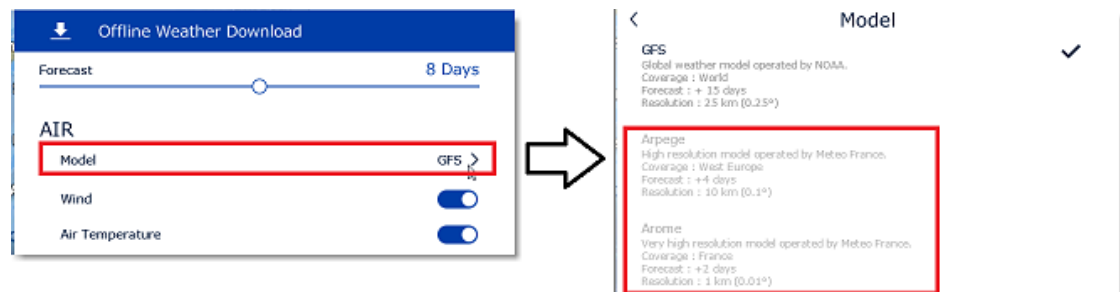 Offline Weather Download
Forecast 8 Days
AIR
Model GFS >
Wind
Air Temperature
< Model
GFS
Global weather model operated by NOAA.
Coverage : World
Forecast : + 15 days
Resolution : 25 km (0.25°)
Arpege
High resolution model operated by Meteo France.
Coverage : West Europe
Forecast : +4 days
Resolution : 10 km (0.1°)
Arome
Very high resolution model operated by Meteo France.
Coverage : France
Forecast : +2 days
Resolution : 1 km (0.01°)